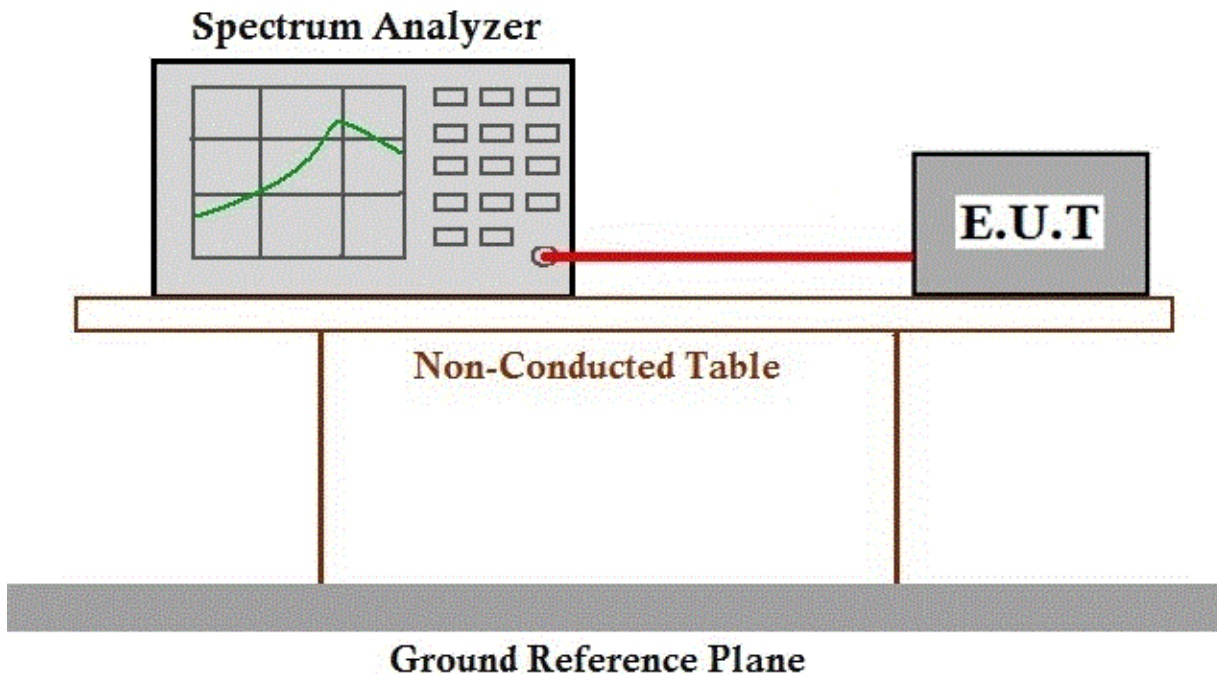 Spectrum Analyzer
E.U.T
Non-Conducted Table
Ground Reference Plane